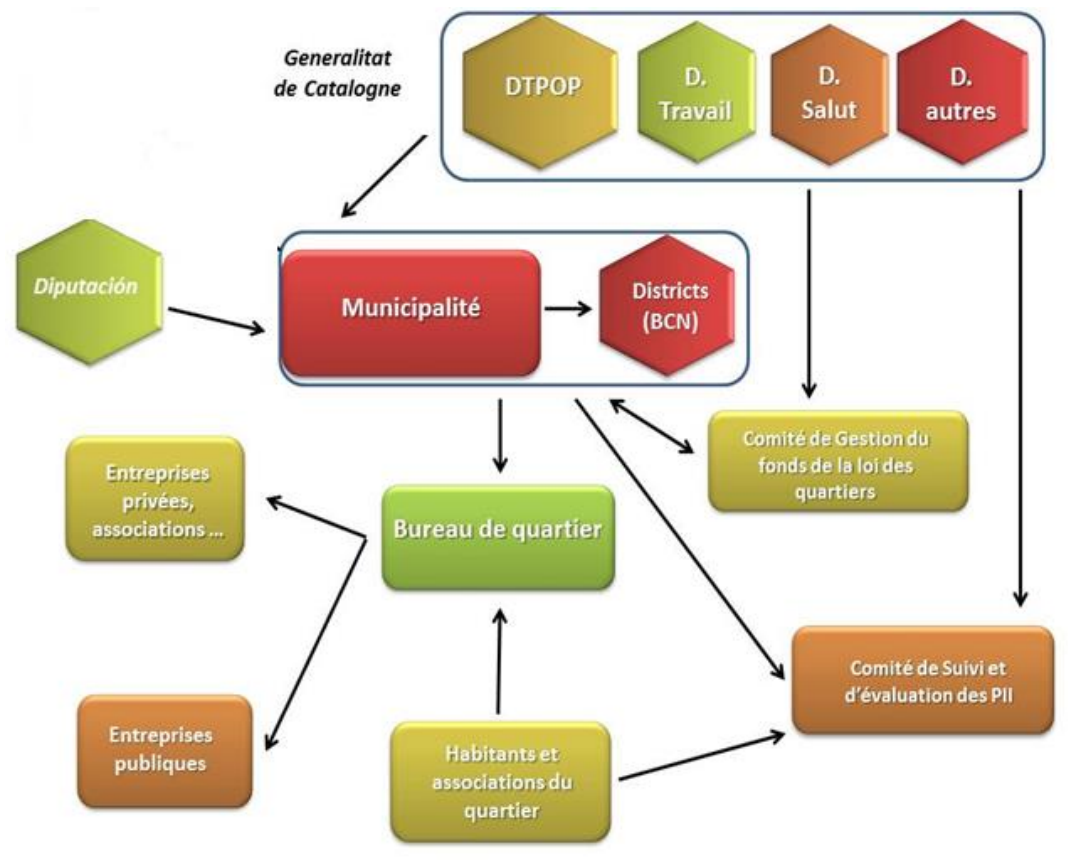 Generalitat
de Catalogne
DTPOP
D.
Travail
D.
Salut
D.
autres
Diputación
Municipalité
Districts
(BCN)
Comité de Gestion du
fonds de la loi des
quartiers
Entreprises
privées,
associations ...
Bureau de quartier
Comité de Suivi et
d'évaluation des PII
Entreprises
publiques
Habitants et
associations du
quartier